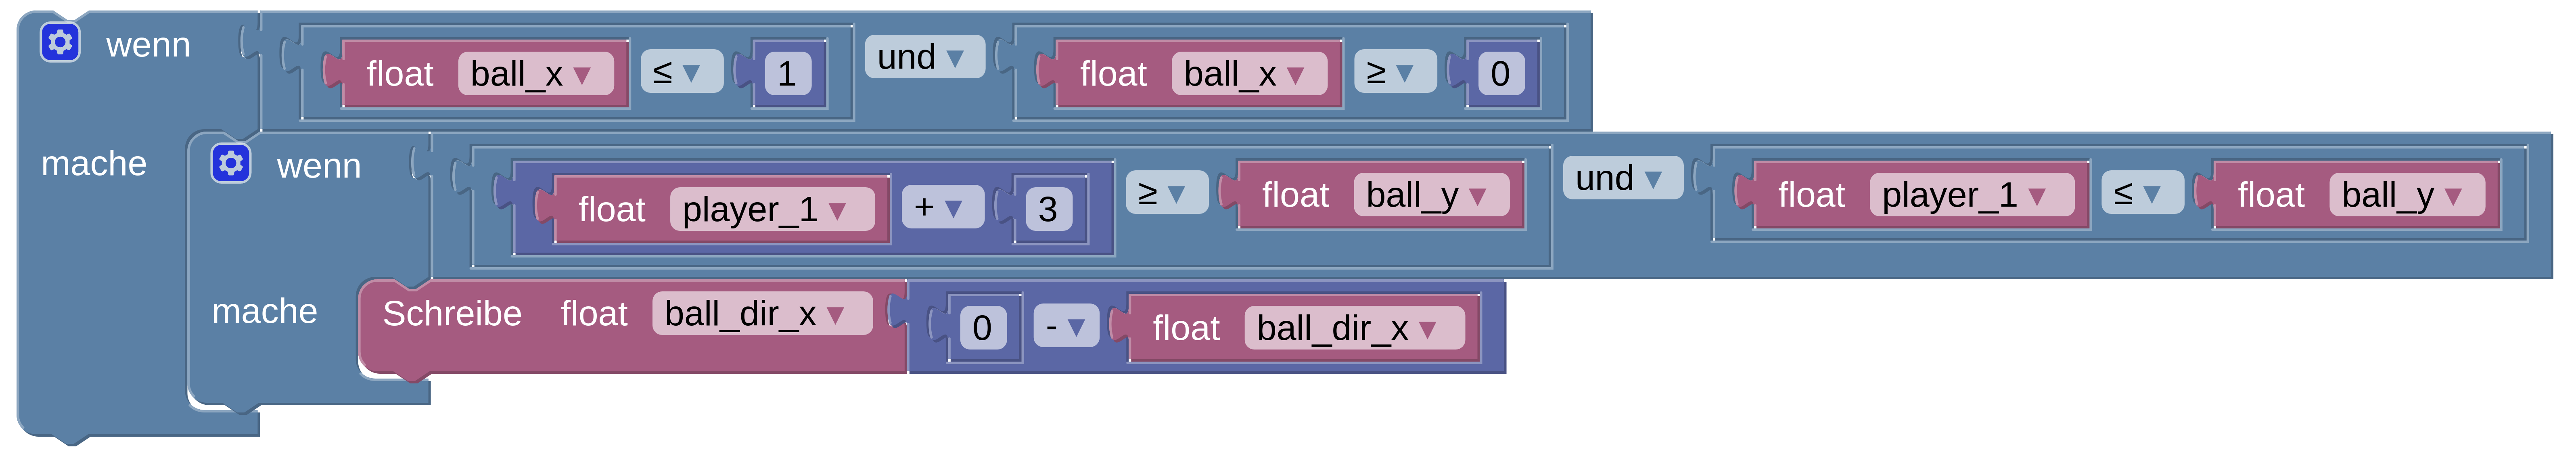 wenn float ball_x ≤ 1 und float ball_x ≥ 0
mache wenn float player_1 + 3 ≥ float ball_y und float player_1 ≤ float ball_y
mache Schreibe float ball_dir_x 0 - float ball_dir_x